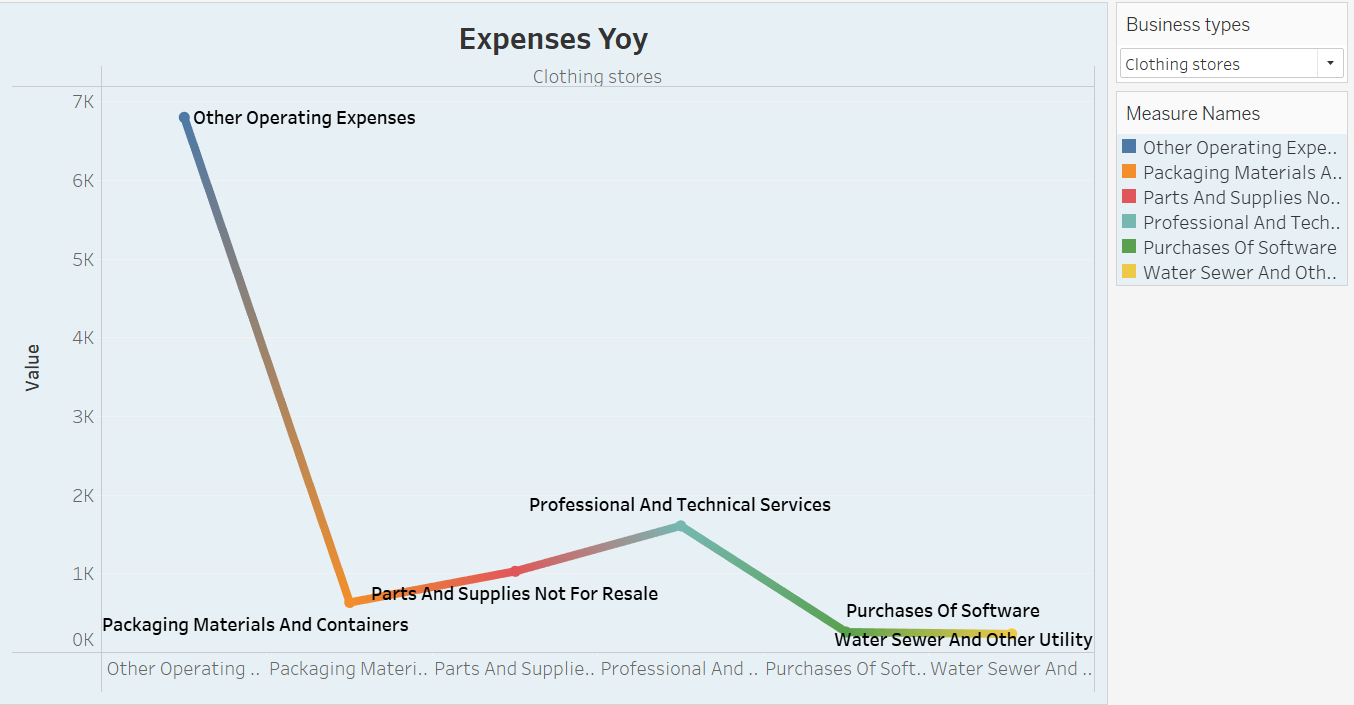 Expenses Yoy
Clothing stores
Value
7K
6K
5K
4K
3K
2K
1K
0K
Other Operating Expenses
Professional And Technical Services
Parts And Supplies Not For Resale
Packaging Materials And Containers
Purchases Of Software
Water Sewer And Other Utility
Other Operating .. Packaging Materi.. Parts And Supplie.. Professional And .. Purchases Of Soft.. Water Sewer And ..
Business types
Clothing stores
Measure Names
Other Operating Expe..
Packaging Materials A..
Parts And Supplies No..
Professional And Tech..
Purchases Of Software
Water Sewer And Oth..